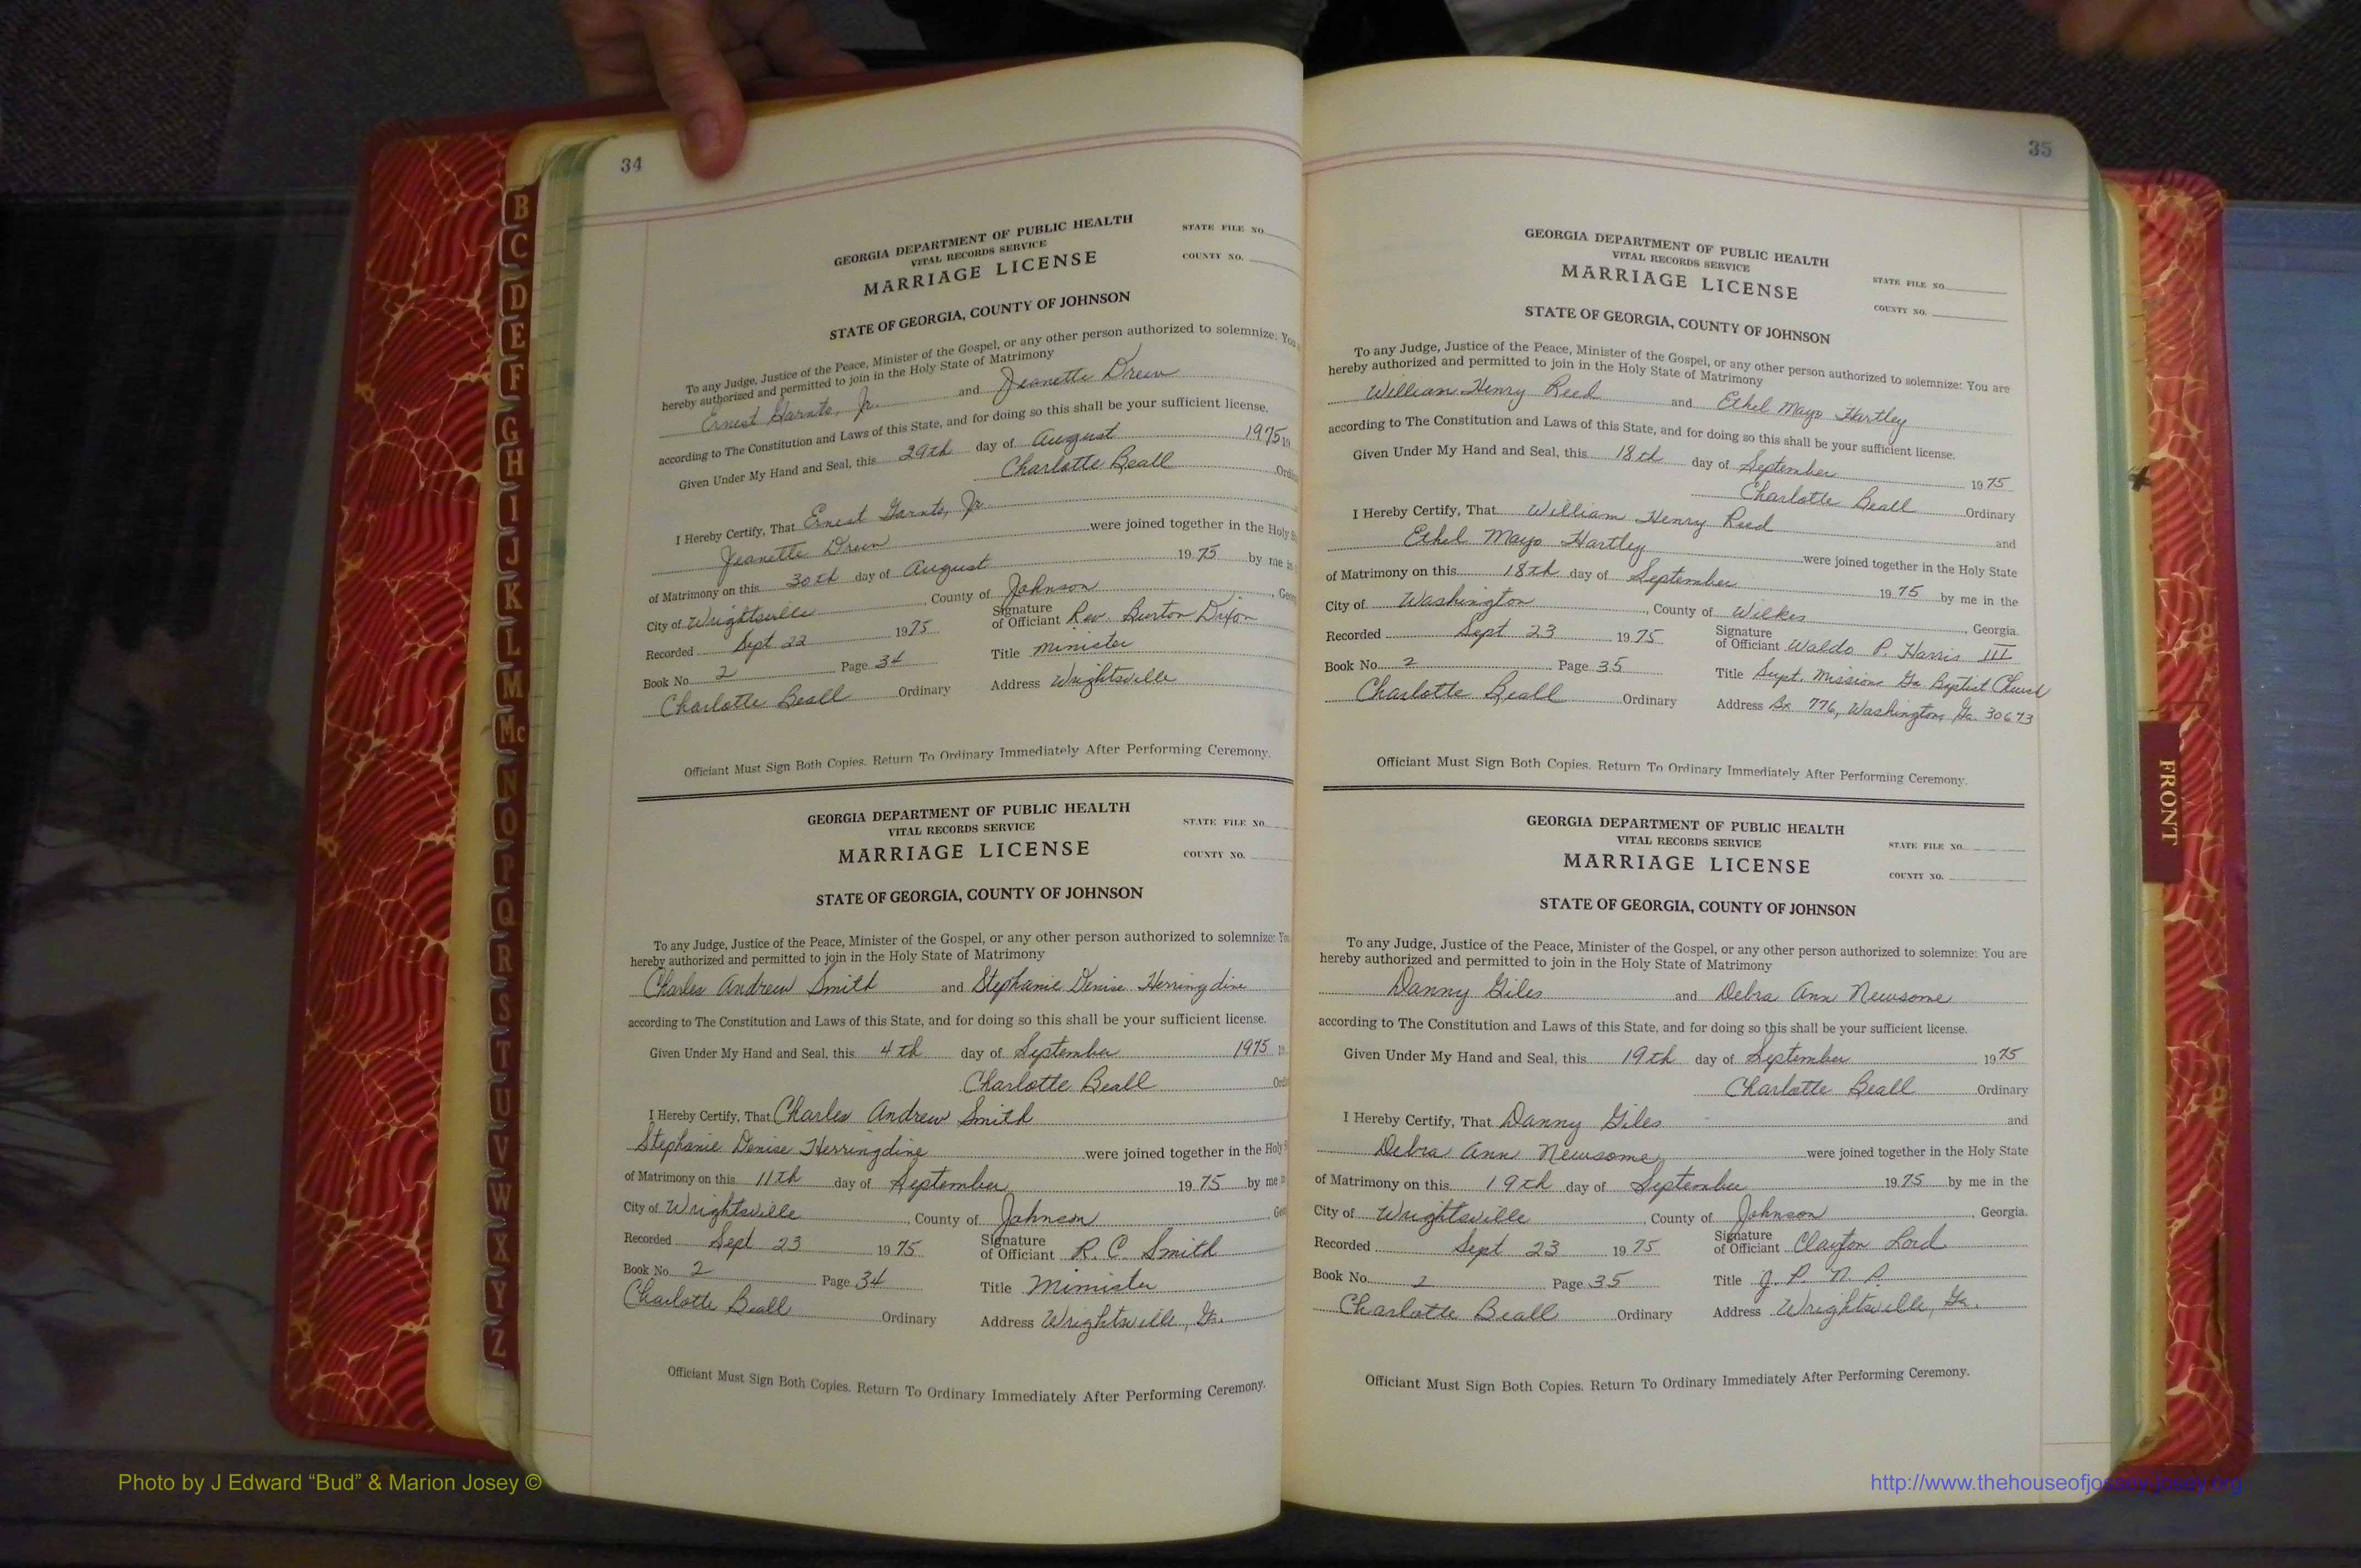 34
GEORGIA DEPARTMENT OF PUBLIC HEALTH
VITAL RECORDS SERVICE
MARRIAGE LICENSE
STATE FILE NO.
COUNTY NO.
STATE OF GEORGIA, COUNTY OF JOHNSON
To any Judge, Justice of the Peace, Minister of the Gospel, or any other person authorized to solemnize: You
hereby authorized and permitted to join in the Holy State of Matrimony
Ernest Garnto, Jr. and Jeanette Drew
according to The Constitution and Laws of this State, and for doing so this shall be your sufficient license.
Given Under My Hand and Seal, this 29th day of August 1975 19
Charlotte Beall Ordi
I Hereby Certify, That Ernest Garnto, Jr.
Jeanette Drew were joined together in the Holy S
of Matrimony on this 30th day of August 1975 by me in
City of Wrightsville, County of Johnson, Geo
Recorded Sept 22 1975 Signature of Officiant Rev. Burton Dixon
Book No. 2 Page 34 Title minister
Charlotte Beall Ordinary Address Wrightsville
Officiant Must Sign Both Copies. Return To Ordinary Immediately After Performing Ceremony.
GEORGIA DEPARTMENT OF PUBLIC HEALTH
VITAL RECORDS SERVICE
MARRIAGE LICENSE
STATE FILE NO.
COUNTY NO.
STATE OF GEORGIA, COUNTY OF JOHNSON
To any Judge, Justice of the Peace, Minister of the Gospel, or any other person authorized to solemnize: You
hereby authorized and permitted to join in the Holy State of Matrimony
Charles Andrew Smith and Stephanie Denise Herringdine
according to The Constitution and Laws of this State, and for doing so this shall be your sufficient license.
Given Under My Hand and Seal, this 4th day of September 1975 19
Charlotte Beall Ordi
I Hereby Certify, That Charles Andrew Smith
Stephanie Denise Herringdine were joined together in the Holy S
of Matrimony on this 11th day of September 1975 by me i
City of Wrightsville, County of Johnson, Geo
Recorded Sept 23 1975 Signature of Officiant R. C. Smith
Book No. 2 Page 34 Title Minister
Charlotte Beall Ordinary Address Wrightsville, Ga.
Officiant Must Sign Both Copies. Return To Ordinary Immediately After Performing Ceremony.
35
GEORGIA DEPARTMENT OF PUBLIC HEALTH
VITAL RECORDS SERVICE
MARRIAGE LICENSE
STATE FILE NO.
COUNTY NO.
STATE OF GEORGIA, COUNTY OF JOHNSON
To any Judge, Justice of the Peace, Minister of the Gospel, or any other person authorized to solemnize: You are
hereby authorized and permitted to join in the Holy State of Matrimony
William Henry Reed and Ethel Mayo Hartley
according to The Constitution and Laws of this State, and for doing so this shall be your sufficient license.
Given Under My Hand and Seal, this 18th day of September 1975
Charlotte Beall Ordinary
I Hereby Certify, That William Henry Reed and
Ethel Mayo Hartley were joined together in the Holy State
of Matrimony on this 18th day of September 1975 by me in the
City of Washington, County of Wilkes, Georgia.
Recorded Sept 23 1975 Signature of Officiant Waldo P. Harris III
Book No. 2 Page 35 Title Supt. Missions Ga Baptist Church
Charlotte Beall Ordinary Address Bx 776, Washington, Ga. 30673
Officiant Must Sign Both Copies. Return To Ordinary Immediately After Performing Ceremony.
GEORGIA DEPARTMENT OF PUBLIC HEALTH
VITAL RECORDS SERVICE
MARRIAGE LICENSE
STATE FILE NO.
COUNTY NO.
STATE OF GEORGIA, COUNTY OF JOHNSON
To any Judge, Justice of the Peace, Minister of the Gospel, or any other person authorized to solemnize: You are
hereby authorized and permitted to join in the Holy State of Matrimony
Danny Giles and Debra Ann Newsome
according to The Constitution and Laws of this State, and for doing so this shall be your sufficient license.
Given Under My Hand and Seal, this 19th day of September 1975
Charlotte Beall Ordinary
I Hereby Certify, That Danny Giles and
Debra Ann Newsome were joined together in the Holy State
of Matrimony on this 19th day of September 1975 by me in the
City of Wrightsville, County of Johnson, Georgia.
Recorded Sept 23 1975 Signature of Officiant Clayton Lord
Book No. 2 Page 35 Title J. P. N. P.
Charlotte Beall Ordinary Address Wrightsville, Ga.
Officiant Must Sign Both Copies. Return To Ordinary Immediately After Performing Ceremony.
B
C
D
E
F
G
H
I
J
K
L
M
Mc
N
O
P
Q
R
S
T
U
V
W
X
Y
Z
FRONT
Photo by J Edward “Bud” & Marion Josey ©
http://www.thehouseofjossey-josey.org